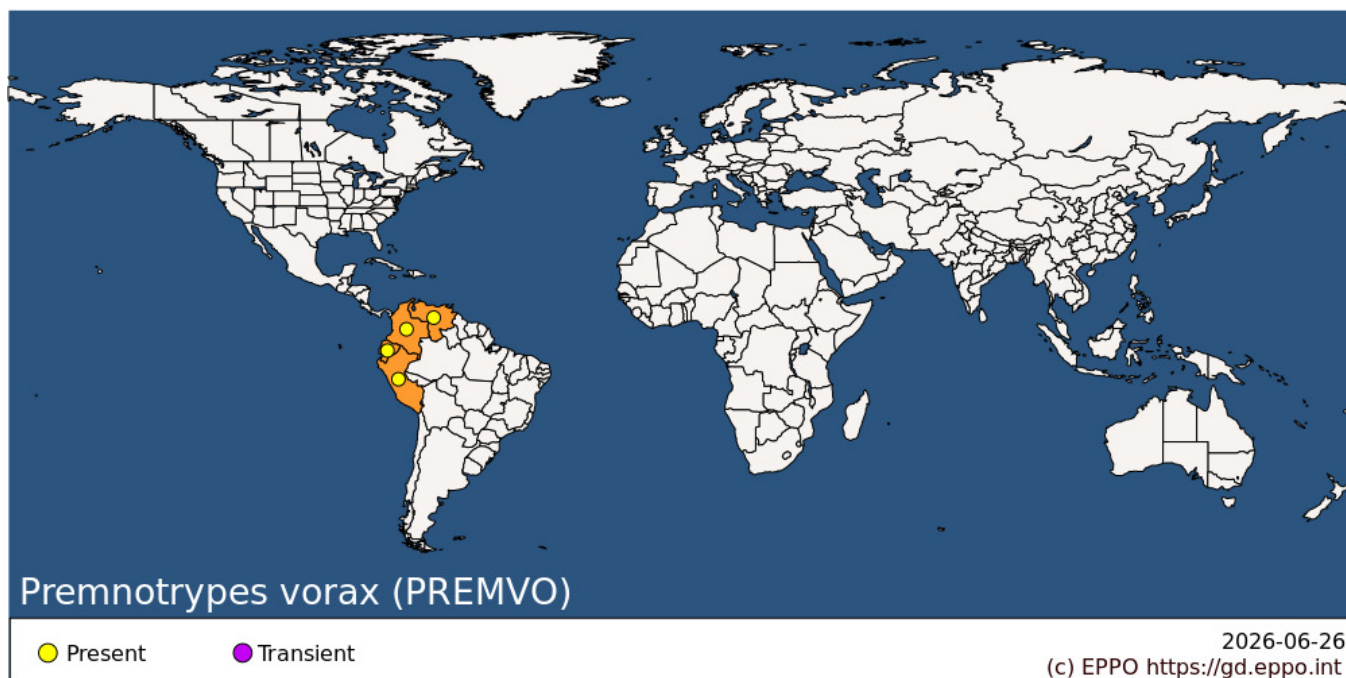 Premnotrypes vorax (PREMVO)
Present
Transient
2026-06-26
(c) EPPO https://gd.eppo.int